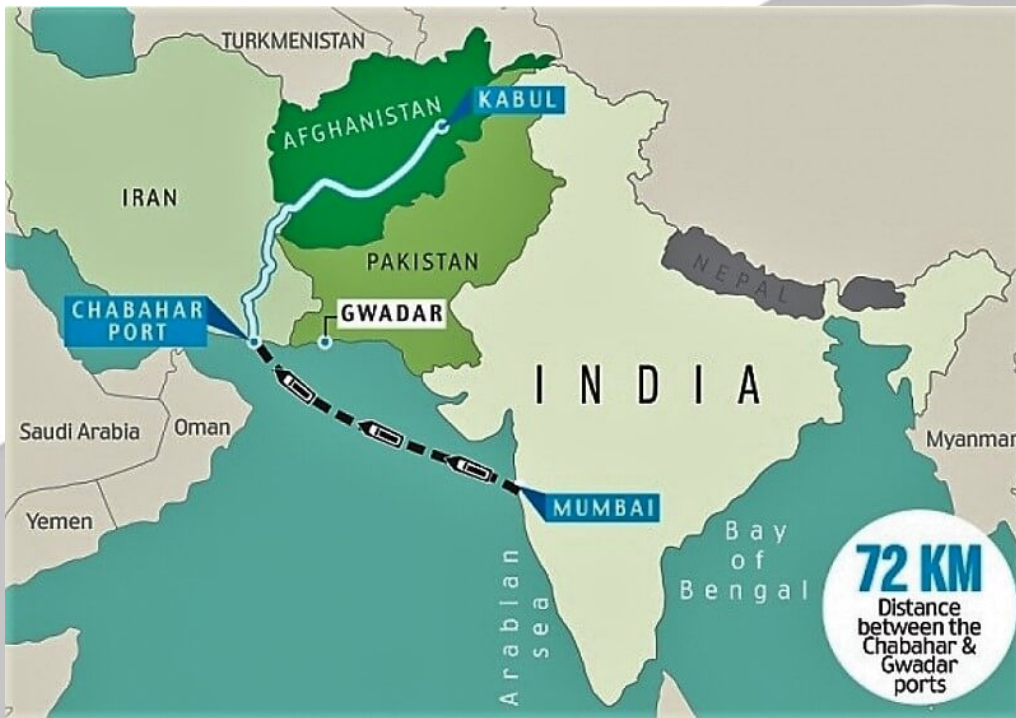 TURKMENISTAN
AFGHANISTAN
KABUL
IRAN
PAKISTAN
CHABAHAR
PORT
GWADAR
NEPAL
INDIA
Saudi Arabia
Oman
Myanmar
Yemen
MUMBAI
Arabian
sea
Bay
of
Bengal
72 KM
Distance
between the
Chabahar &
Gwadar
ports